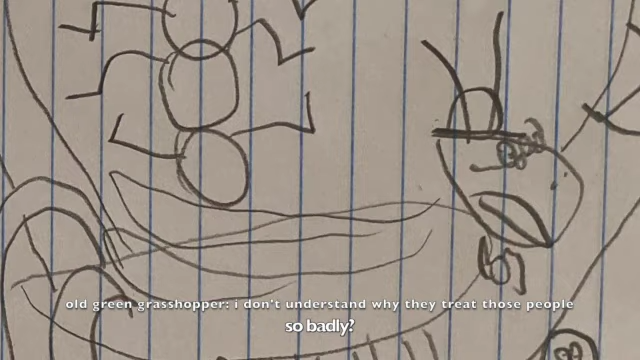 old green grasshopper: i don't understand why they treat those people
so badly?